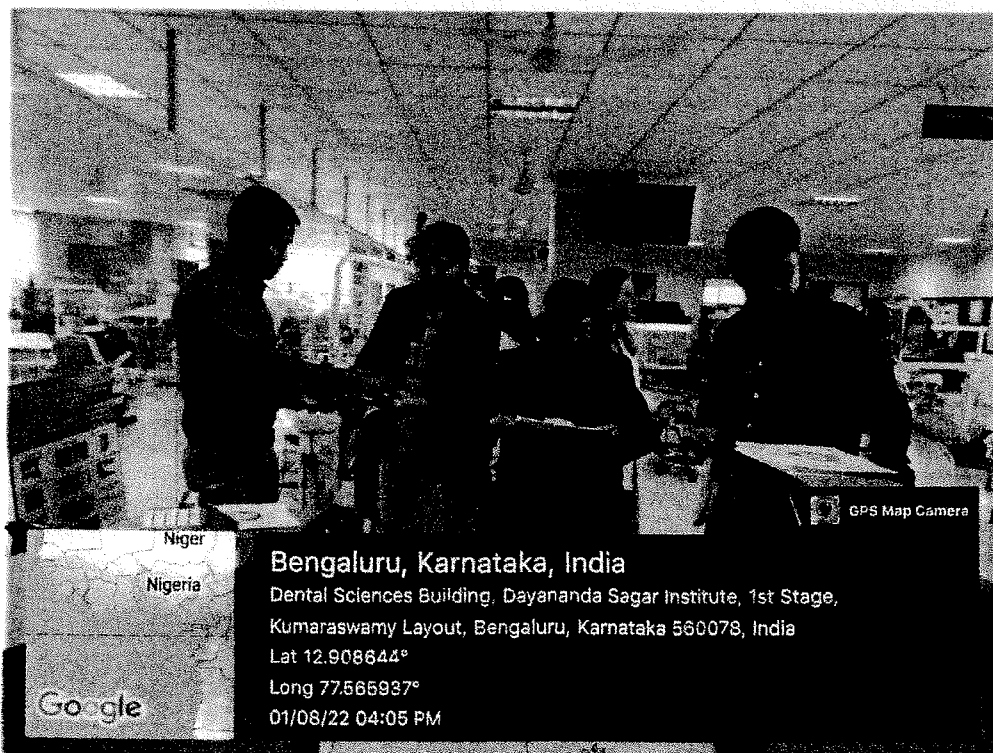 GPS Map Camera
Niger
Nigeria
Google
Bengaluru, Karnataka, India
Dental Sciences Building, Dayananda Sagar Institute, 1st Stage,
Kumaraswamy Layout, Bengaluru, Karnataka 560078, India
Lat 12.908644°
Long 77.565937°
01/08/22 04:05 PM